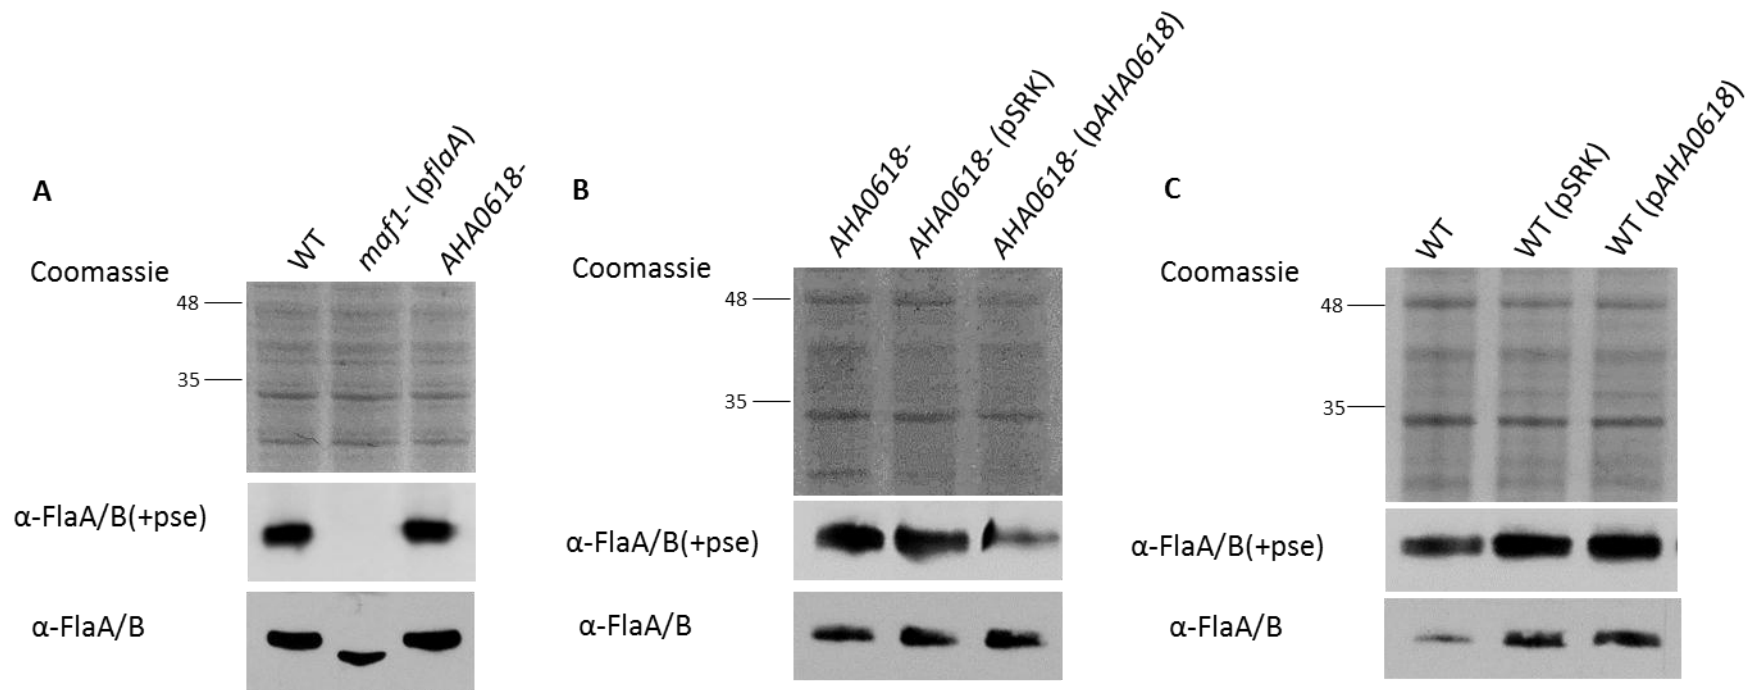 A
WT
maf1- (pflaA)
AHA0618-
Coomassie
48
35
α-FlaA/B(+pse)
α-FlaA/B
B
AHA0618-
AHA0618- (pSRK)
AHA0618- (pAHA0618)
Coomassie
48
35
α-FlaA/B(+pse)
α-FlaA/B
C
WT
WT (pSRK)
WT (pAHA0618)
Coomassie
48
35
α-FlaA/B(+pse)
α-FlaA/B